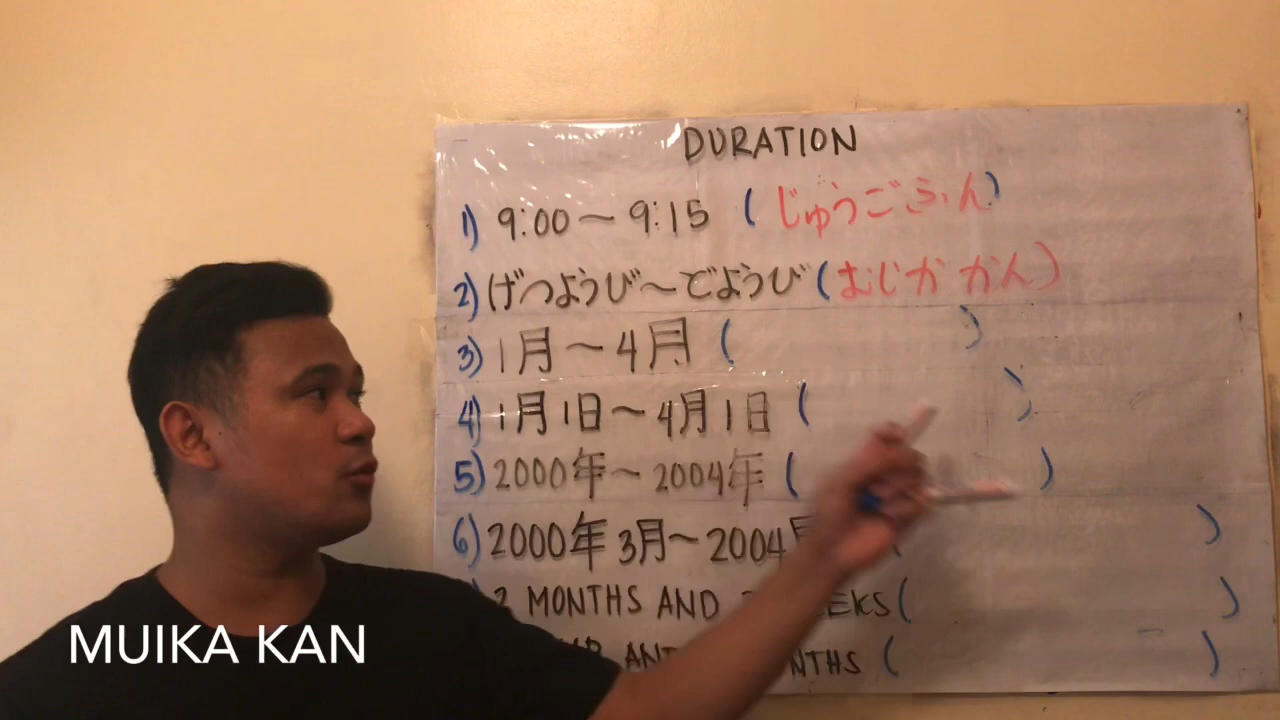 DURATION
1) 9:00 ~ 9:15 (じゅうごふん)
2) げつようび~どようび (むいか かん)
3) 1月 ~ 4月 ( )
4) 1月1日 ~ 4月1日 ( )
5) 2000年 ~ 2004年 ( )
6) 2000年 3月 ~ 2004 ( )
2 MONTHS AND ( )
( )
MUIKA KAN